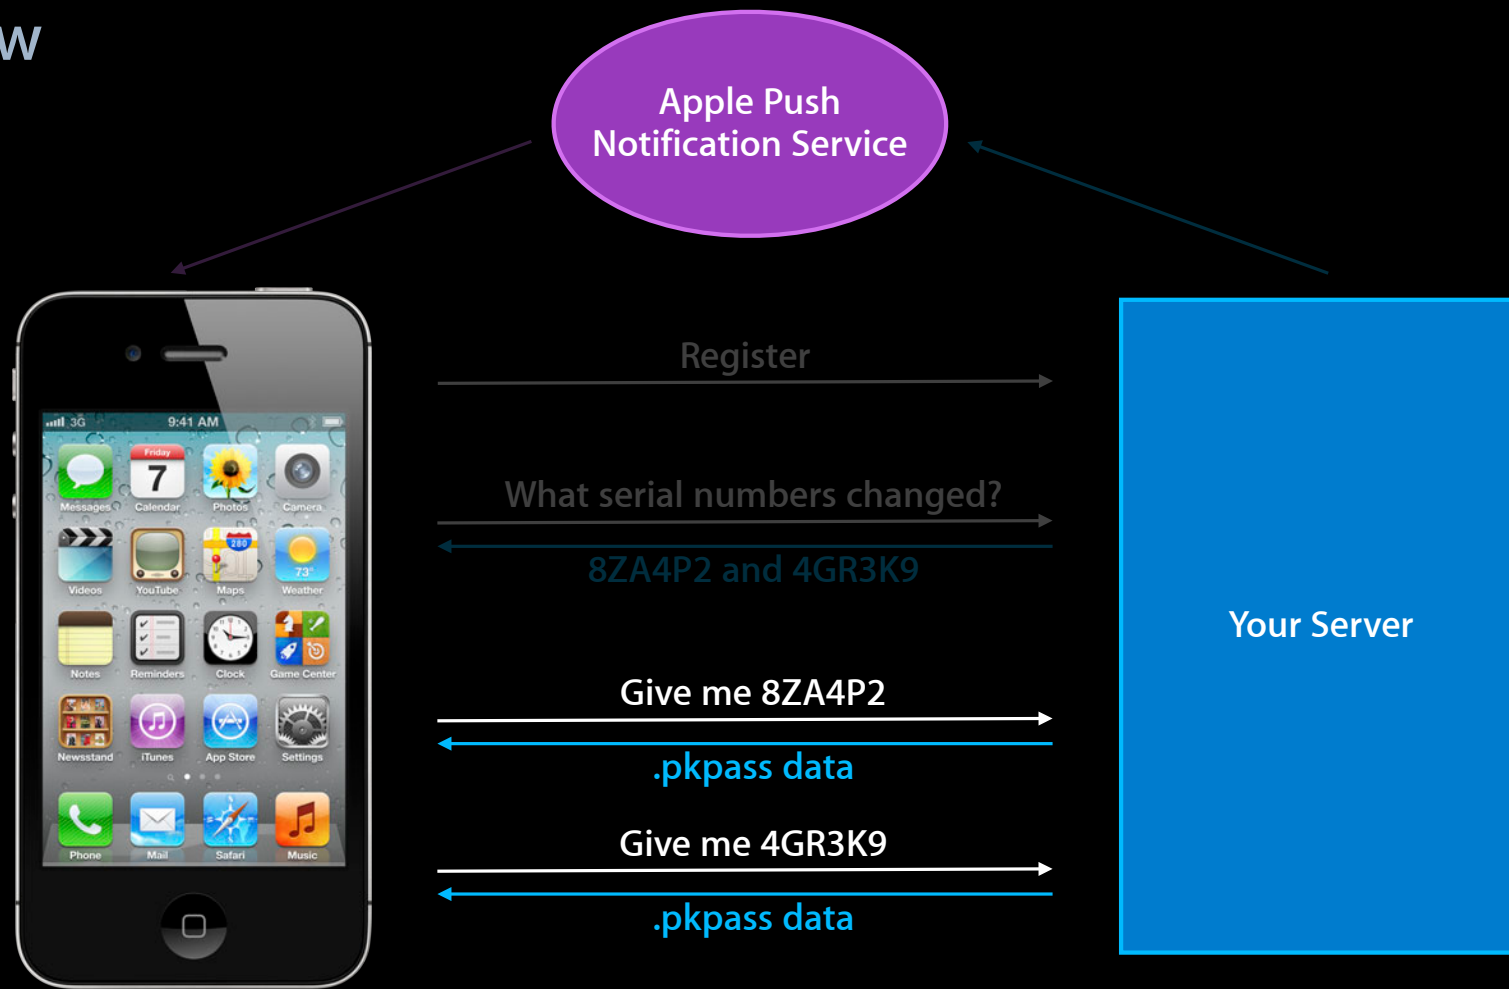 w
Apple Push
Notification Service
Register
What serial numbers changed?
8ZA4P2 and 4GR3K9
Give me 8ZA4P2
.pkpass data
Give me 4GR3K9
.pkpass data
Your Server
3G 9:41 AM
Friday
7
280
73°
Messages Calendar Photos Camera
Videos YouTube Maps Weather
Notes Reminders Clock Game Center
Newsstand iTunes App Store Settings
Phone Mail Safari Music